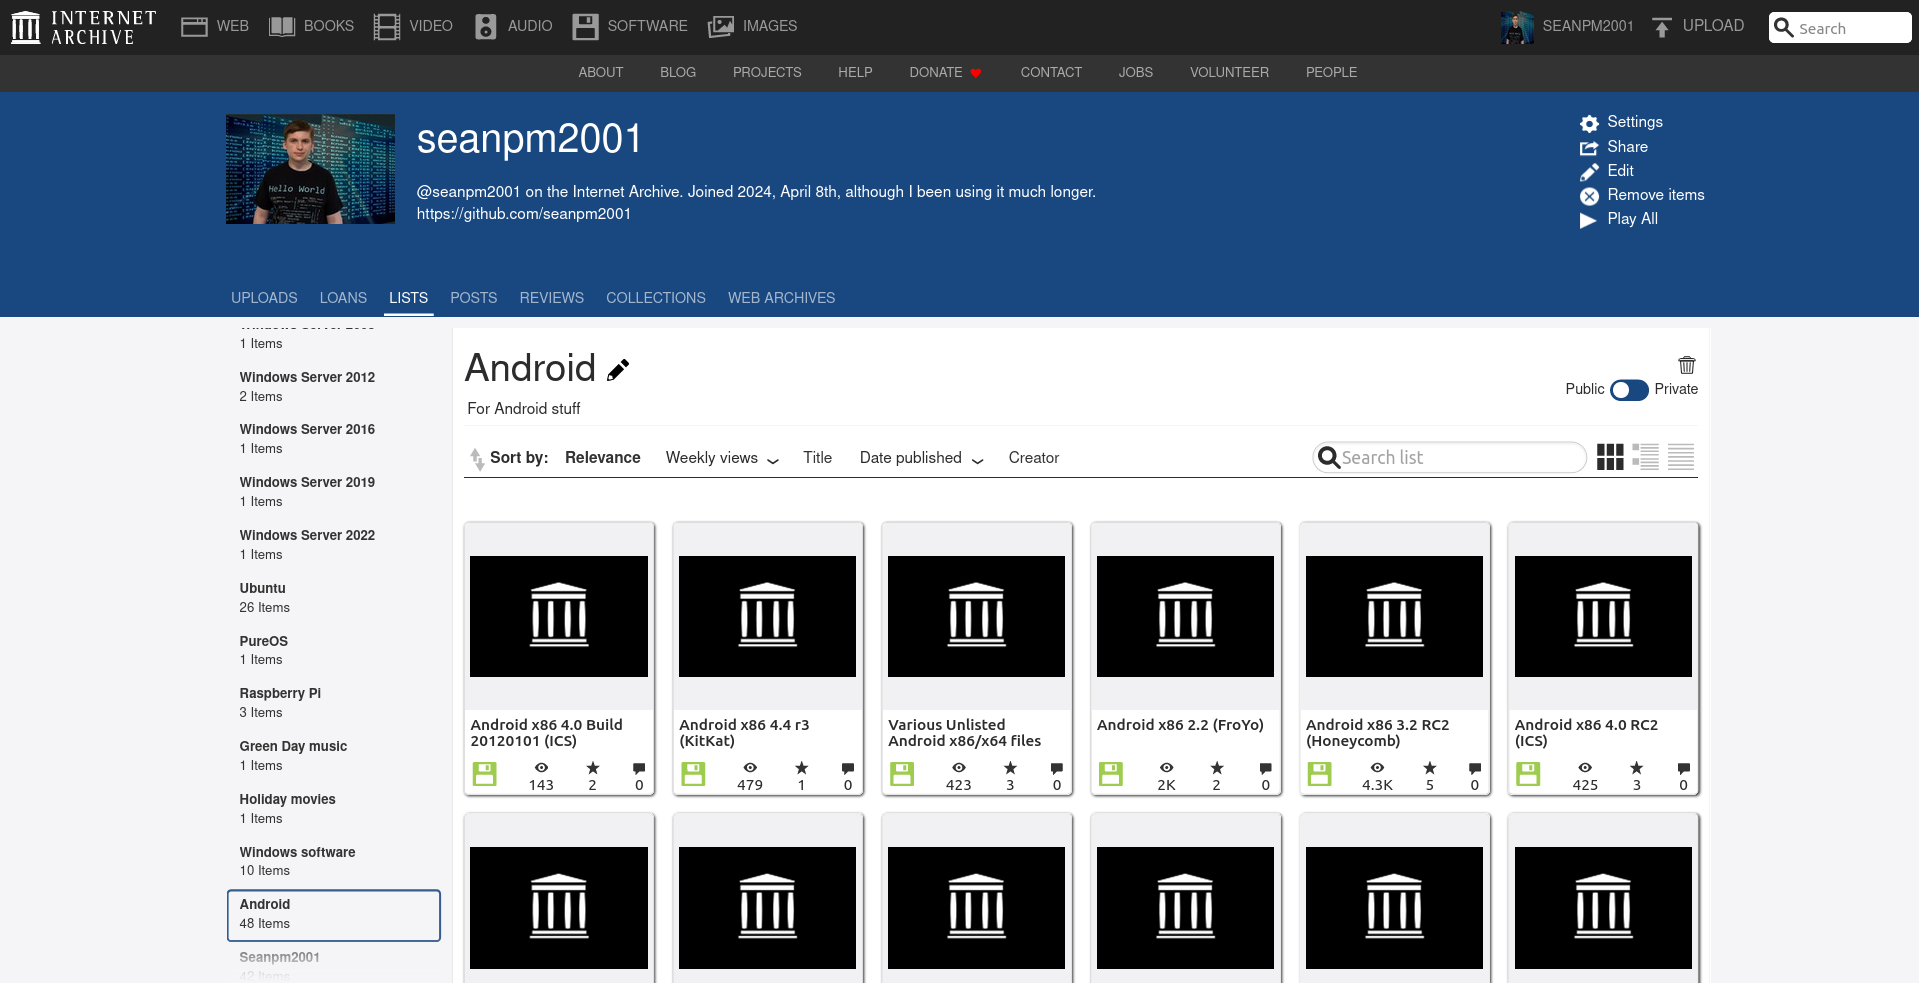 INTERNET ARCHIVE
WEB BOOKS VIDEO AUDIO SOFTWARE IMAGES
SEANPM2001 UPLOAD Search
ABOUT BLOG PROJECTS HELP DONATE CONTACT JOBS VOLUNTEER PEOPLE
Hello World
seanpm2001
@seanpm2001 on the Internet Archive. Joined 2024, April 8th, although I been using it much longer.
https://github.com/seanpm2001
Settings
Share
Edit
Remove items
Play All
UPLOADS LOANS LISTS POSTS REVIEWS COLLECTIONS WEB ARCHIVES
1 Items
Windows Server 2012
2 Items
Windows Server 2016
1 Items
Windows Server 2019
1 Items
Windows Server 2022
1 Items
Ubuntu
26 Items
PureOS
1 Items
Raspberry Pi
3 Items
Green Day music
1 Items
Holiday movies
1 Items
Windows software
10 Items
Android
48 Items
Seanpm2001
42 Items
Android
For Android stuff
Public Private
Sort by: Relevance Weekly views Title Date published Creator
Search list
Android x86 4.0 Build
20120101 (ICS)
143 2 0
Android x86 4.4 r3
(KitKat)
479 1 0
Various Unlisted
Android x86/x64 files
423 3 0
Android x86 2.2 (FroYo)
2K 2 0
Android x86 3.2 RC2
(Honeycomb)
4.3K 5 0
Android x86 4.0 RC2
(ICS)
425 3 0